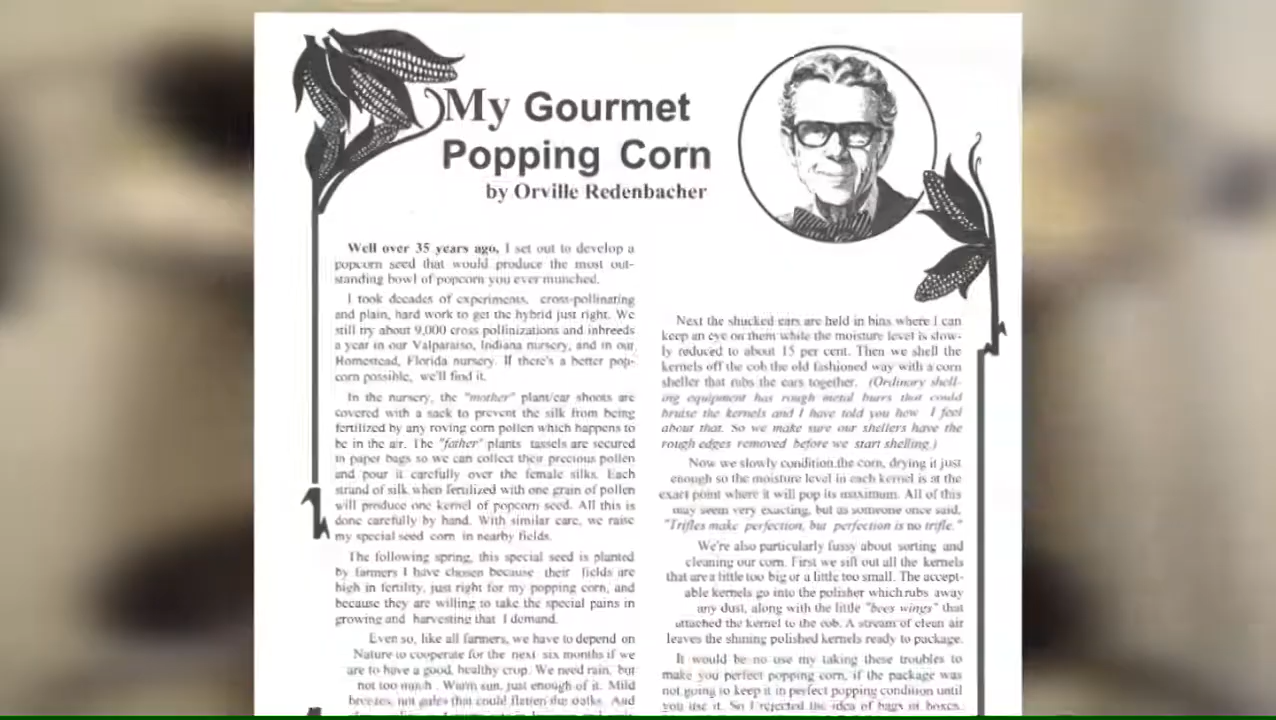 My Gourmet
Popping Corn
by Orville Redenbacher
Well over 35 years ago, I set out to develop a
popcorn seed that would produce the most out-
standing bowl of popcorn you ever munched.
I took decades of experiments, cross-pollinating
and plain, hard work to get the hybrid just right. We
still try about 9,000 cross pollinizations and inbreeds
a year in our Valparaiso, Indiana nursery, and in our
Homestead, Florida nursery. If there's a better pop-
corn possible, we'll find it.
In the nursery, the "mother" plant/ear shoots are
covered with a sack to prevent the silk from being
fertilized by any roving corn pollen which happens to
be in the air. The "father" plants tassels are secured
in paper bags so we can collect their precious pollen
and pour it carefully over the female silks. Each
strand of silk when fertilized with one grain of pollen
will produce one kernel of popcorn seed. All this is
done carefully by hand. With similar care, we raise
my special seed corn in nearby fields.
The following spring, this special seed is planted
by farmers I have chosen because their fields are
high in fertility, just right for my popping corn, and
because they are willing to take the special pains in
growing and harvesting that I demand.
Even so, like all farmers, we have to depend on
Nature to cooperate for the next six months if we
are to have a good, healthy crop. We need rain, but
not too much. Warm sun, just enough of it. Mild
breezes, not gales that could flatten the stalks. And
Next the shucked ears are held in bins where I can
keep an eye on them while the moisture level is slow-
ly reduced to about 15 per cent. Then we shell the
kernels off the cob the old fashioned way with a corn
sheller that rubs the ears together. (Ordinary shell-
ing equipment has rough metal burrs that could
bruise the kernels and I have told you how I feel
about that. So we make sure our shellers have the
rough edges removed before we start shelling.)
Now we slowly condition the corn, drying it just
enough so the moisture level in each kernel is at the
exact point where it will pop its maximum. All of this
may seem very exacting, but as someone once said,
"Trifles make perfection, but perfection is no trifle."
We're also particularly fussy about sorting and
cleaning our corn. First we sift out all the kernels
that are a little too big or a little too small. The accept-
able kernels go into the polisher which rubs away
any dust, along with the little "bees wings" that
attached the kernel to the cob. A stream of clean air
leaves the shining polished kernels ready to package.
It would be no use my taking these troubles to
make you perfect popping corn, if the package was
not going to keep it in perfect popping condition until
you use it. So I rejected the idea of bags or boxes.